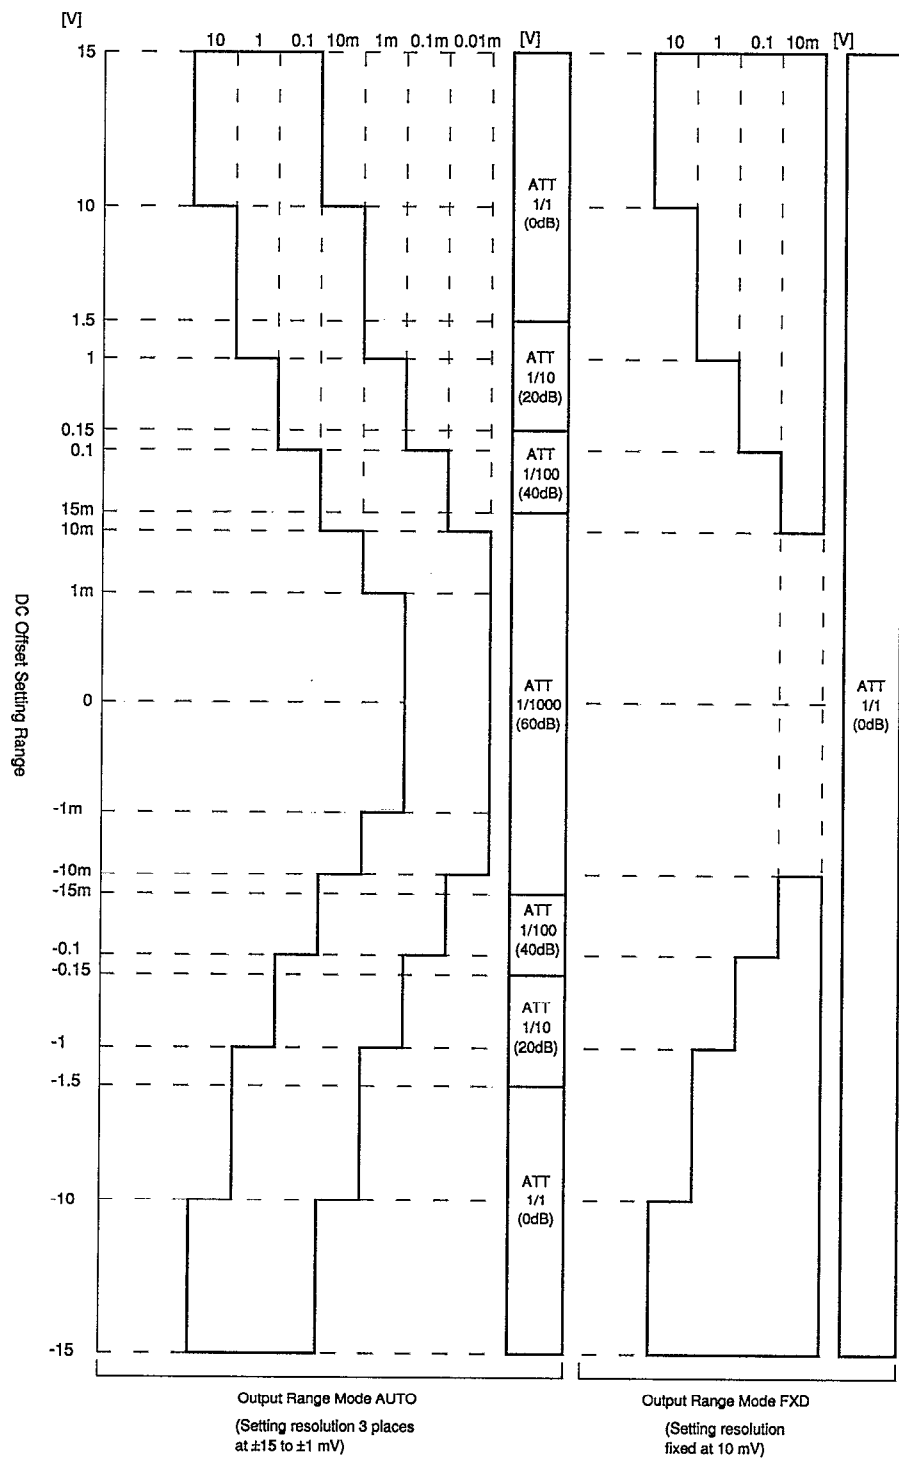 [V]
10 1 0.1 10m 1m 0.1m 0.01m [V]
10 1 0.1 10m [V]
15
10
1.5
1
0.15
0.1
15m
10m
1m
0
-1m
-10m
-15m
-0.1
-0.15
-1
-1.5
-10
-15
DC Offset Setting Range
ATT
1/1
(0dB)
ATT
1/10
(20dB)
ATT
1/100
(40dB)
ATT
1/1000
(60dB)
ATT
1/100
(40dB)
ATT
1/10
(20dB)
ATT
1/1
(0dB)
ATT
1/1
(0dB)
Output Range Mode AUTO
(Setting resolution 3 places
at ±15 to ±1 mV)
Output Range Mode FXD
(Setting resolution
fixed at 10 mV)